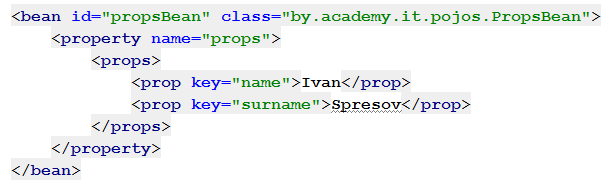 <bean id="propsBean" class="by.academy.it.pojos.PropsBean">
    <property name="props">
        <props>
            <prop key="name">Ivan</prop>
            <prop key="surname">Spresov</prop>
        </props>
    </property>
</bean>